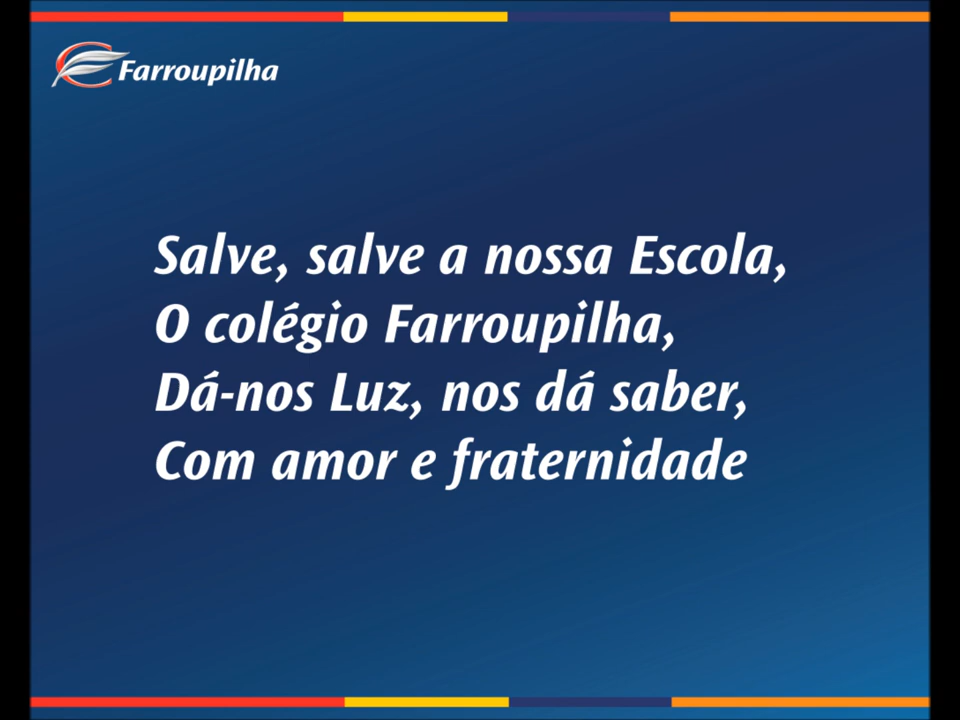 Farroupilha
Salve, salve a nossa Escola,
O colégio Farroupilha,
Dá-nos Luz, nos dá saber,
Com amor e fraternidade